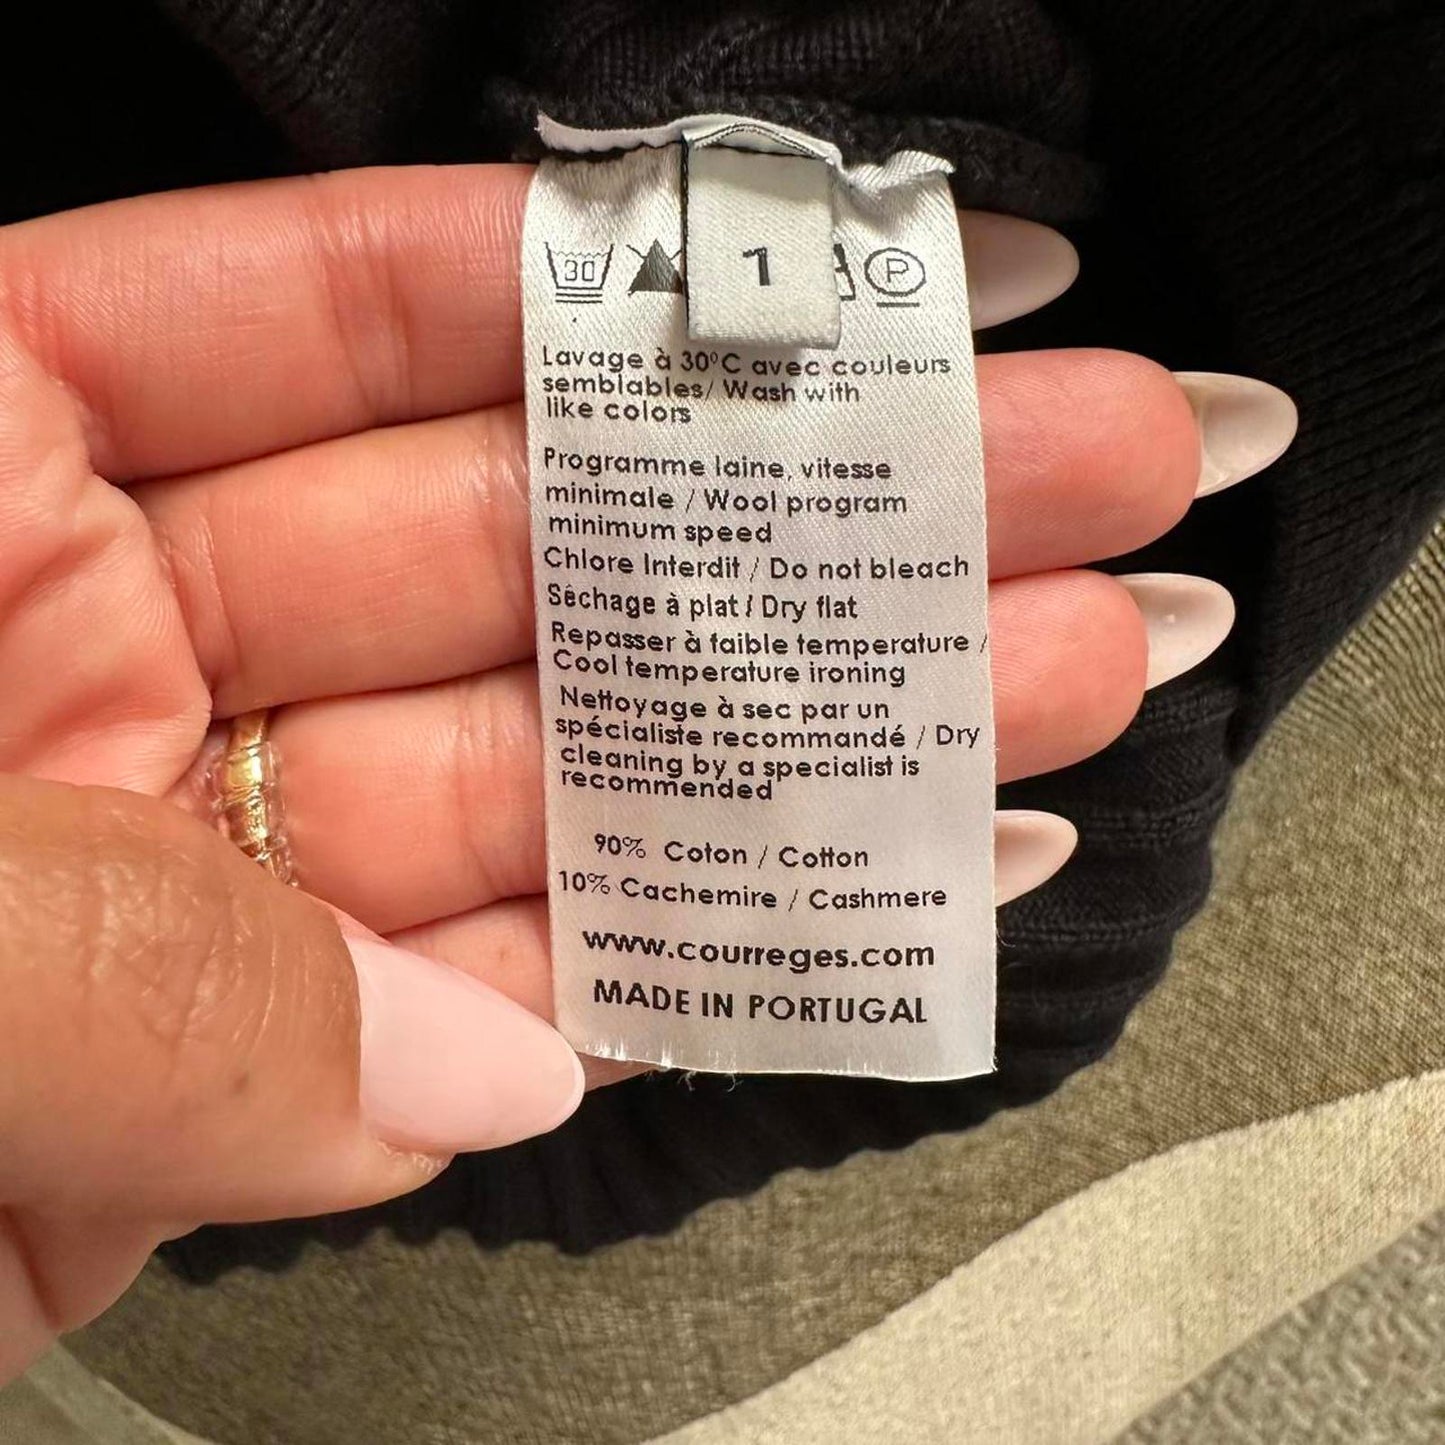 1
30
P
Lavage à 30°C avec couleurs
semblables/ Wash with
like colors
Programme laine, vitesse
minimale / Wool program
minimum speed
Chlore Interdit / Do not bleach
Sêchage à plat / Dry flat
Repasser à faible temperature /
Cool temperature ironing
Nettoyage à sec par un
spécialiste recommandé / Dry
cleaning by a specialist is
recommended
90% Coton / Cotton
10% Cachemire / Cashmere
www.courreges.com
MADE IN PORTUGAL